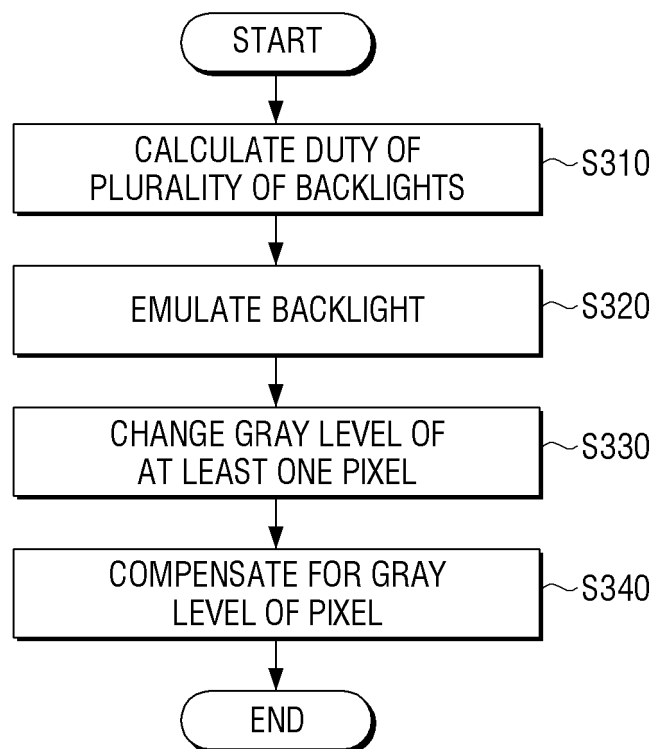 START
CALCULATE DUTY OF
PLURALITY OF BACKLIGHTS
S310
EMULATE BACKLIGHT
S320
CHANGE GRAY LEVEL OF
AT LEAST ONE PIXEL
S330
COMPENSATE FOR GRAY
LEVEL OF PIXEL
S340
END